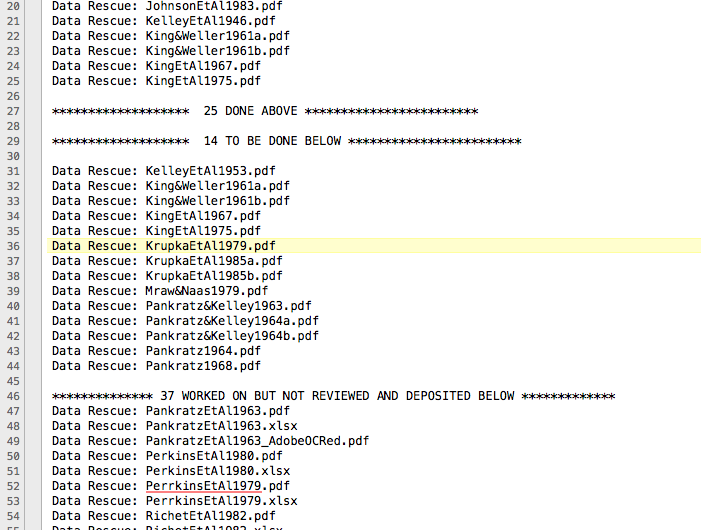 20 Data Rescue: JohnsonEtAl1983.pdf
21 Data Rescue: KelleyEtAl1946.pdf
22 Data Rescue: King&Weller1961a.pdf
23 Data Rescue: King&Weller1961b.pdf
24 Data Rescue: KingEtAl1967.pdf
25 Data Rescue: KingEtAl1975.pdf
26
27 ******************* 25 DONE ABOVE ************************
28
29 ******************* 14 TO BE DONE BELOW ************************
30
31 Data Rescue: KelleyEtAl1953.pdf
32 Data Rescue: King&Weller1961a.pdf
33 Data Rescue: King&Weller1961b.pdf
34 Data Rescue: KingEtAl1967.pdf
35 Data Rescue: KingEtAl1975.pdf
36 Data Rescue: KrupkaEtAl1979.pdf
37 Data Rescue: KrupkaEtAl1985a.pdf
38 Data Rescue: KrupkaEtAl1985b.pdf
39 Data Rescue: Mraw&Naas1979.pdf
40 Data Rescue: Pankratz&Kelley1963.pdf
41 Data Rescue: Pankratz&Kelley1964a.pdf
42 Data Rescue: Pankratz&Kelley1964b.pdf
43 Data Rescue: Pankratz1964.pdf
44 Data Rescue: Pankratz1968.pdf
45
46 ************** 37 WORKED ON BUT NOT REVIEWED AND DEPOSITED BELOW *************
47 Data Rescue: PankratzEtAl1963.pdf
48 Data Rescue: PankratzEtAl1963.xlsx
49 Data Rescue: PankratzEtAl1963_AdobeOCRed.pdf
50 Data Rescue: PerkinsEtAl1980.pdf
51 Data Rescue: PerkinsEtAl1980.xlsx
52 Data Rescue: PerrkinsEtAl1979.pdf
53 Data Rescue: PerrkinsEtAl1979.xlsx
54 Data Rescue: RichetEtAl1982.pdf
55 Data Rescue: RichetEtAl1982.xlsx